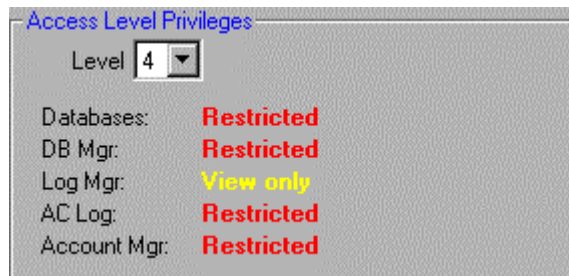 Access Level Privileges
Level 4
Databases: Restricted
DB Mgr: Restricted
Log Mgr: View only
AC Log: Restricted
Account Mgr: Restricted